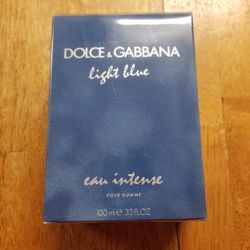 DOLCE & GABBANA
light blue
eau intense
POUR HOMME
100 ml ℮ 3.3 FL.OZ.